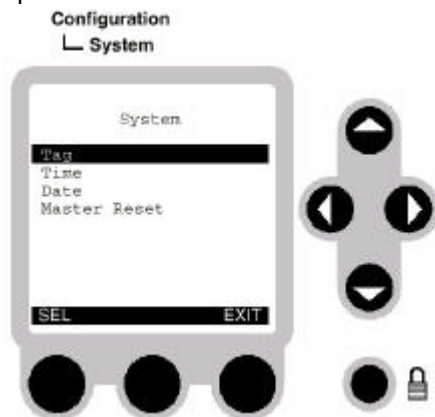 Configuration
System
System
Tag
Time
Date
Master Reset
SEL EXIT